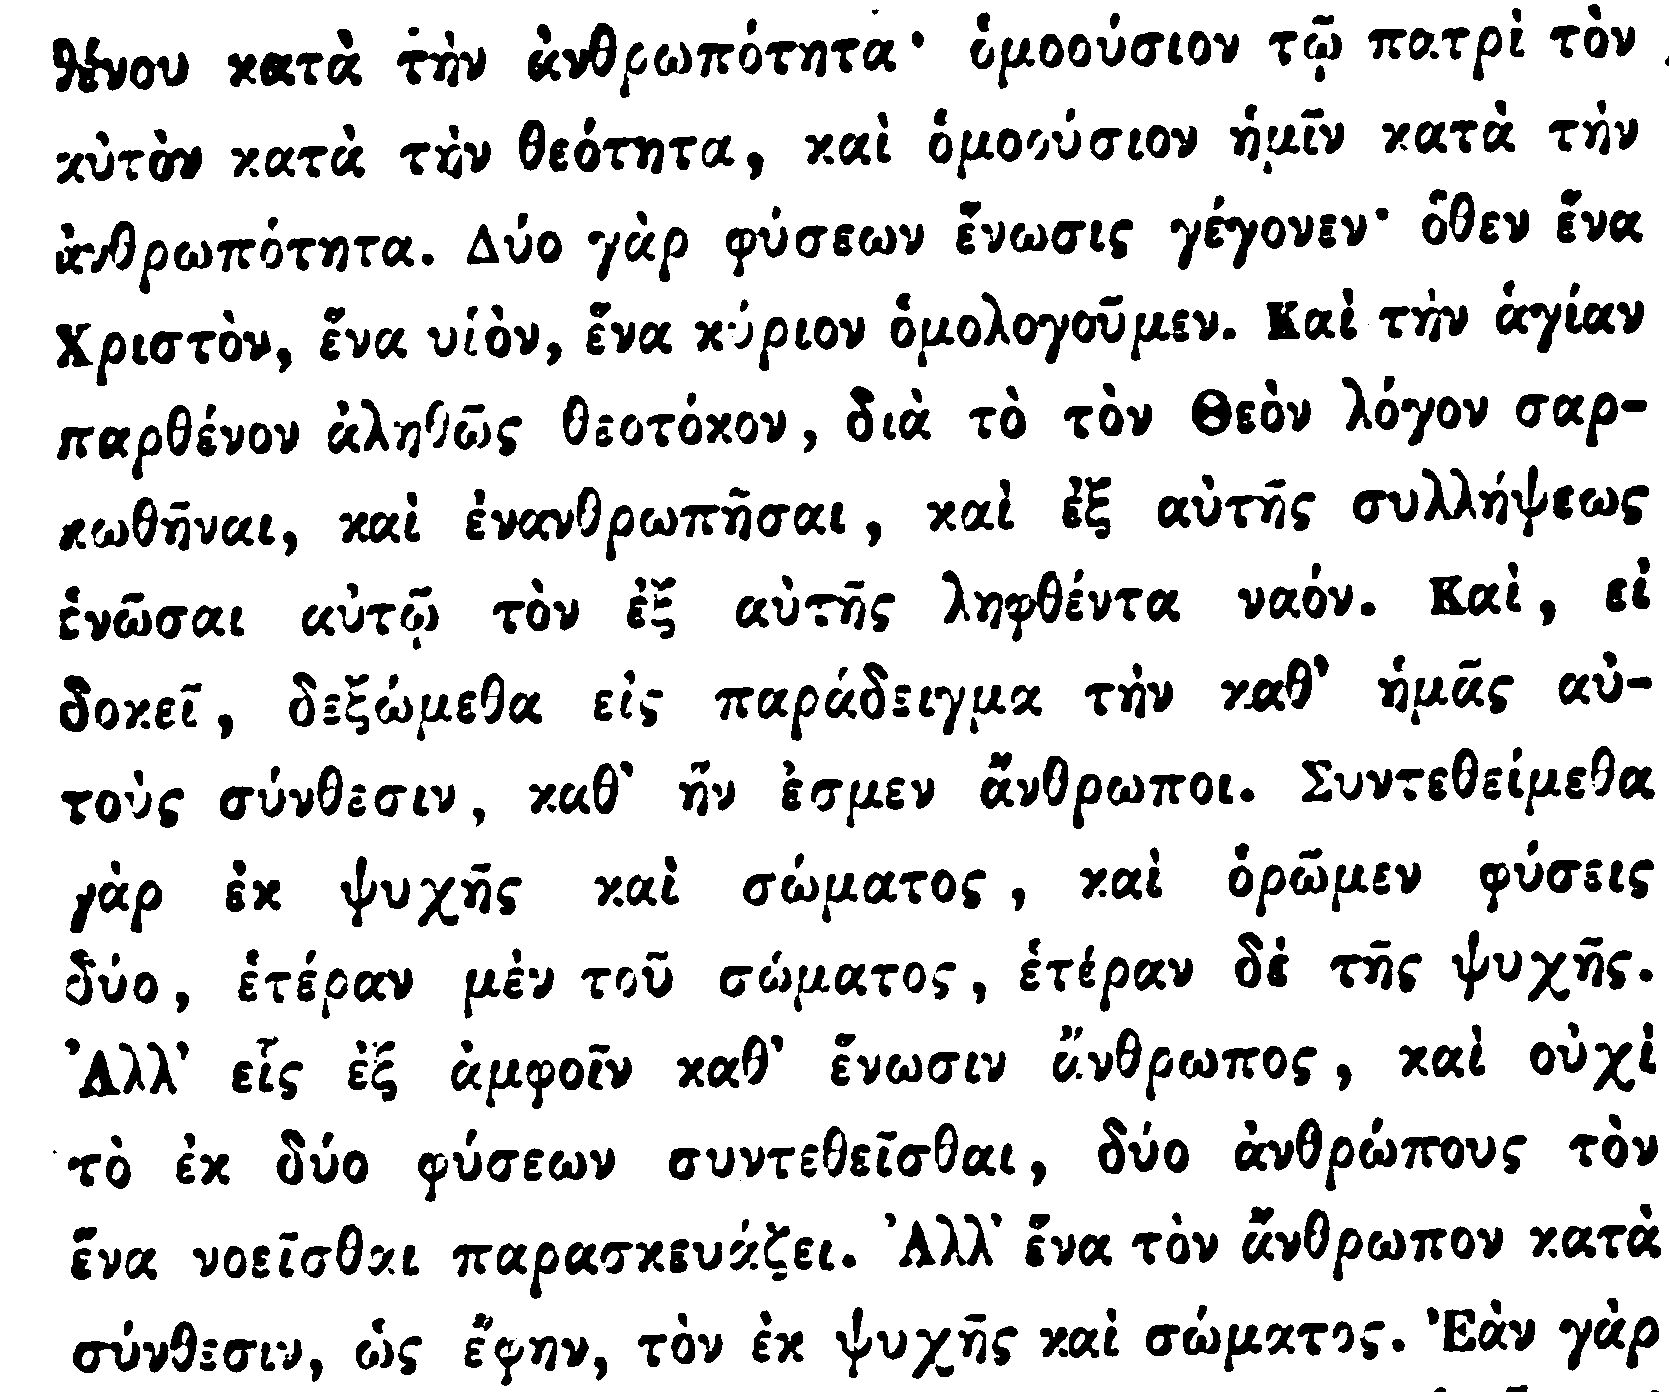 θένου κατὰ τὴν ἀνθρωπότητα· ὁμοούσιον τῷ πατρὶ τὸν
αὐτὸν κατὰ τὴν θεότητα, καὶ ὁμοούσιον ἡμῖν κατὰ τὴν
ἀνθρωπότητα. Δύο γὰρ φύσεων ἕνωσις γέγονεν· ὅθεν ἕνα
Χριστὸν, ἕνα υἱὸν, ἕνα κύριον ὁμολογοῦμεν. Καὶ τὴν ἁγίαν
παρθένον ἀληθῶς θεοτόκον, διὰ τὸ τὸν Θεὸν λόγον σαρ-
κωθῆναι, καὶ ἐνανθρωπῆσαι, καὶ ἐξ αὐτῆς συλλήψεως
ἑνῶσαι αὐτῷ τὸν ἐξ αὐτῆς ληφθέντα ναόν. Καὶ, εἰ
δοκεῖ, δεξώμεθα εἰς παράδειγμα τὴν καθ' ἡμᾶς αὐ-
τοὺς σύνθεσιν, καθ' ἥν ἐσμεν ἄνθρωποι. Συντεθείμεθα
γὰρ ἐκ ψυχῆς καὶ σώματος, καὶ ὁρῶμεν φύσεις
δύο, ἑτέραν μὲν τοῦ σώματος, ἑτέραν δὲ τῆς ψυχῆς.
Ἀλλ' εἷς ἐξ ἀμφοῖν καθ' ἕνωσιν ἄνθρωπος, καὶ οὐχὶ
τὸ ἐκ δύο φύσεων συντεθεῖσθαι, δύο ἀνθρώπους τὸν
ἕνα νοεῖσθαι παρασκευάζει. Ἀλλ' ἕνα τὸν ἄνθρωπον κατὰ
σύνθεσιν, ὡς ἔφην, τὸν ἐκ ψυχῆς καὶ σώματος. Ἐὰν γὰρ